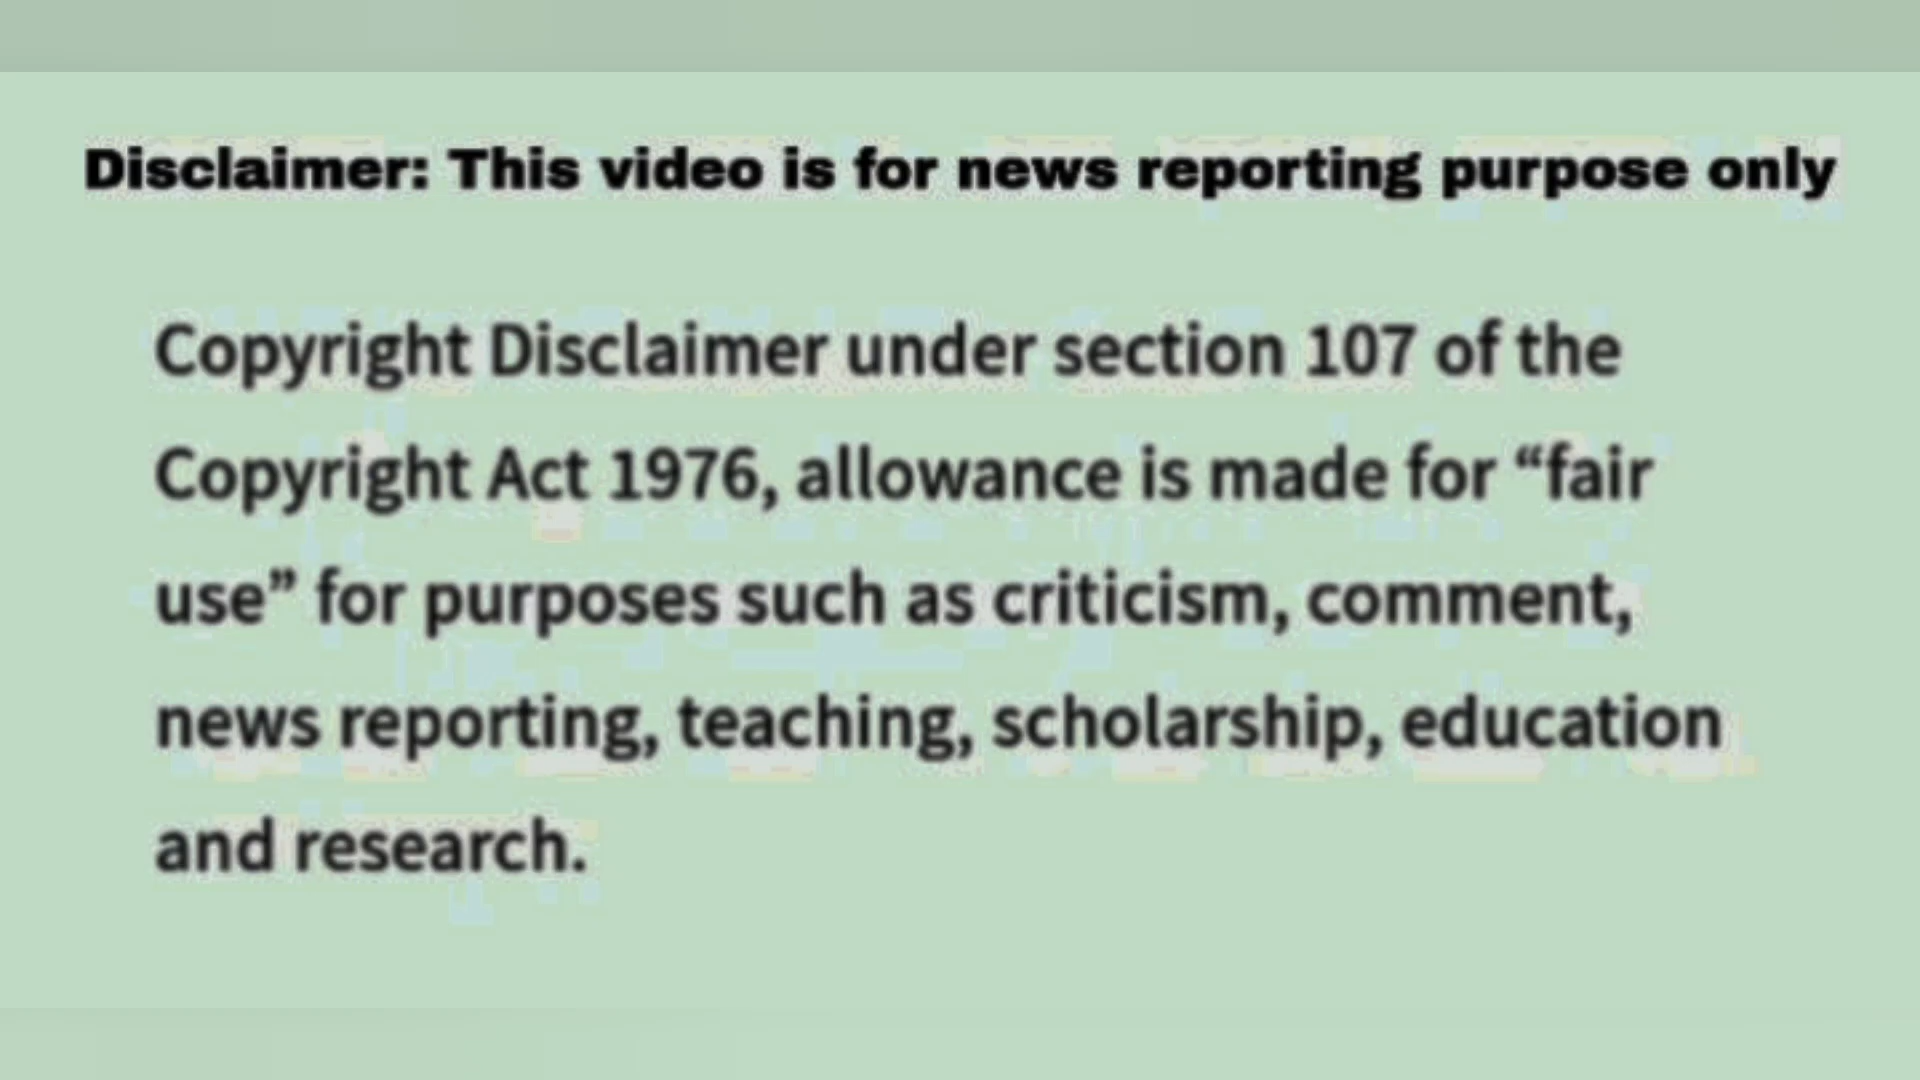 Disclaimer: This video is for news reporting purpose only
Copyright Disclaimer under section 107 of the
Copyright Act 1976, allowance is made for “fair
use” for purposes such as criticism, comment,
news reporting, teaching, scholarship, education
and research.